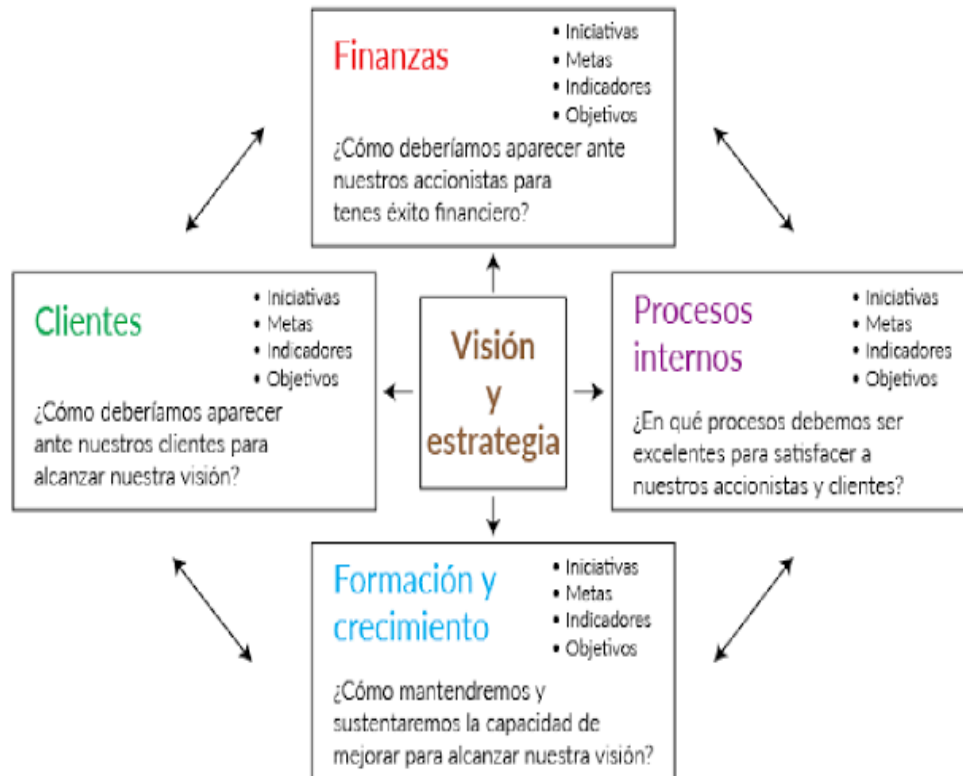 Finanzas
• Iniciativas
• Metas
• Indicadores
• Objetivos
¿Cómo deberíamos aparecer ante
nuestros accionistas para
tenes éxito financiero?
Clientes
• Iniciativas
• Metas
• Indicadores
• Objetivos
¿Cómo deberíamos aparecer
ante nuestros clientes para
alcanzar nuestra visión?
Visión
y
estrategia
Procesos
internos
• Iniciativas
• Metas
• Indicadores
• Objetivos
¿En qué procesos debemos ser
excelentes para satisfacer a
nuestros accionistas y clientes?
Formación y
crecimiento
• Iniciativas
• Metas
• Indicadores
• Objetivos
¿Cómo mantendremos y
sustentaremos la capacidad de
mejorar para alcanzar nuestra visión?